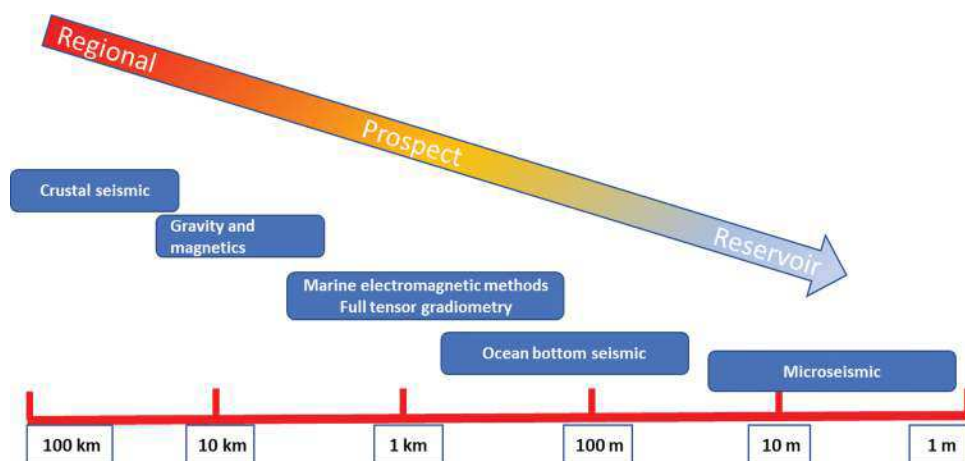 Regional
Prospect
Reservoir
Crustal seismic
Gravity and
magnetics
Marine electromagnetic methods
Full tensor gradiometry
Ocean bottom seismic
Microseismic
100 km
10 km
1 km
100 m
10 m
1 m